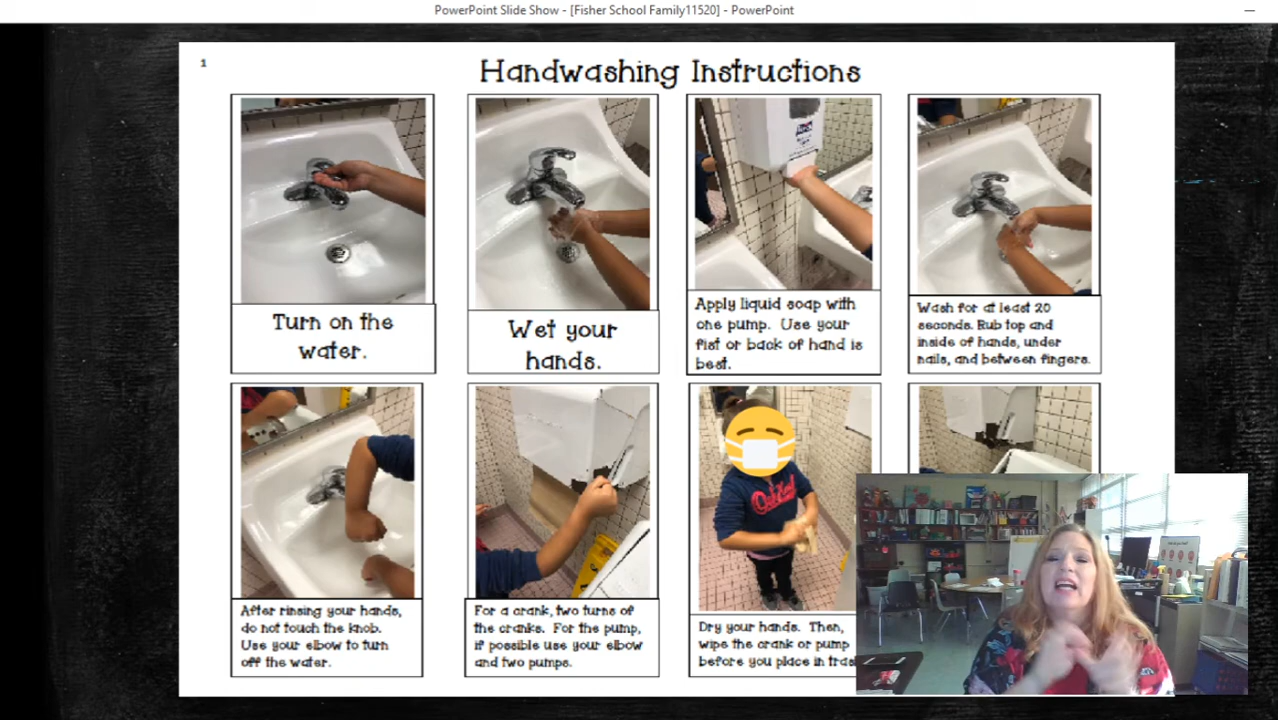 PowerPoint Slide Show - [Fisher School Family11520] - PowerPoint
1
Handwashing Instructions
Turn on the
water.
Wet your
hands.
Apply liquid soap with
one pump. Use your
fist or back of hand is
best.
Wash for at least 20
seconds. Rub top and
inside of hands, under
nails, and between fingers.
After rinsing your hands,
do not touch the knob.
Use your elbow to turn
off the water.
For a crank, two turns of
the cranks. For the pump,
if possible use your elbow
and two pumps.
Dry your hands. Then,
wipe the crank or pump
before you place in